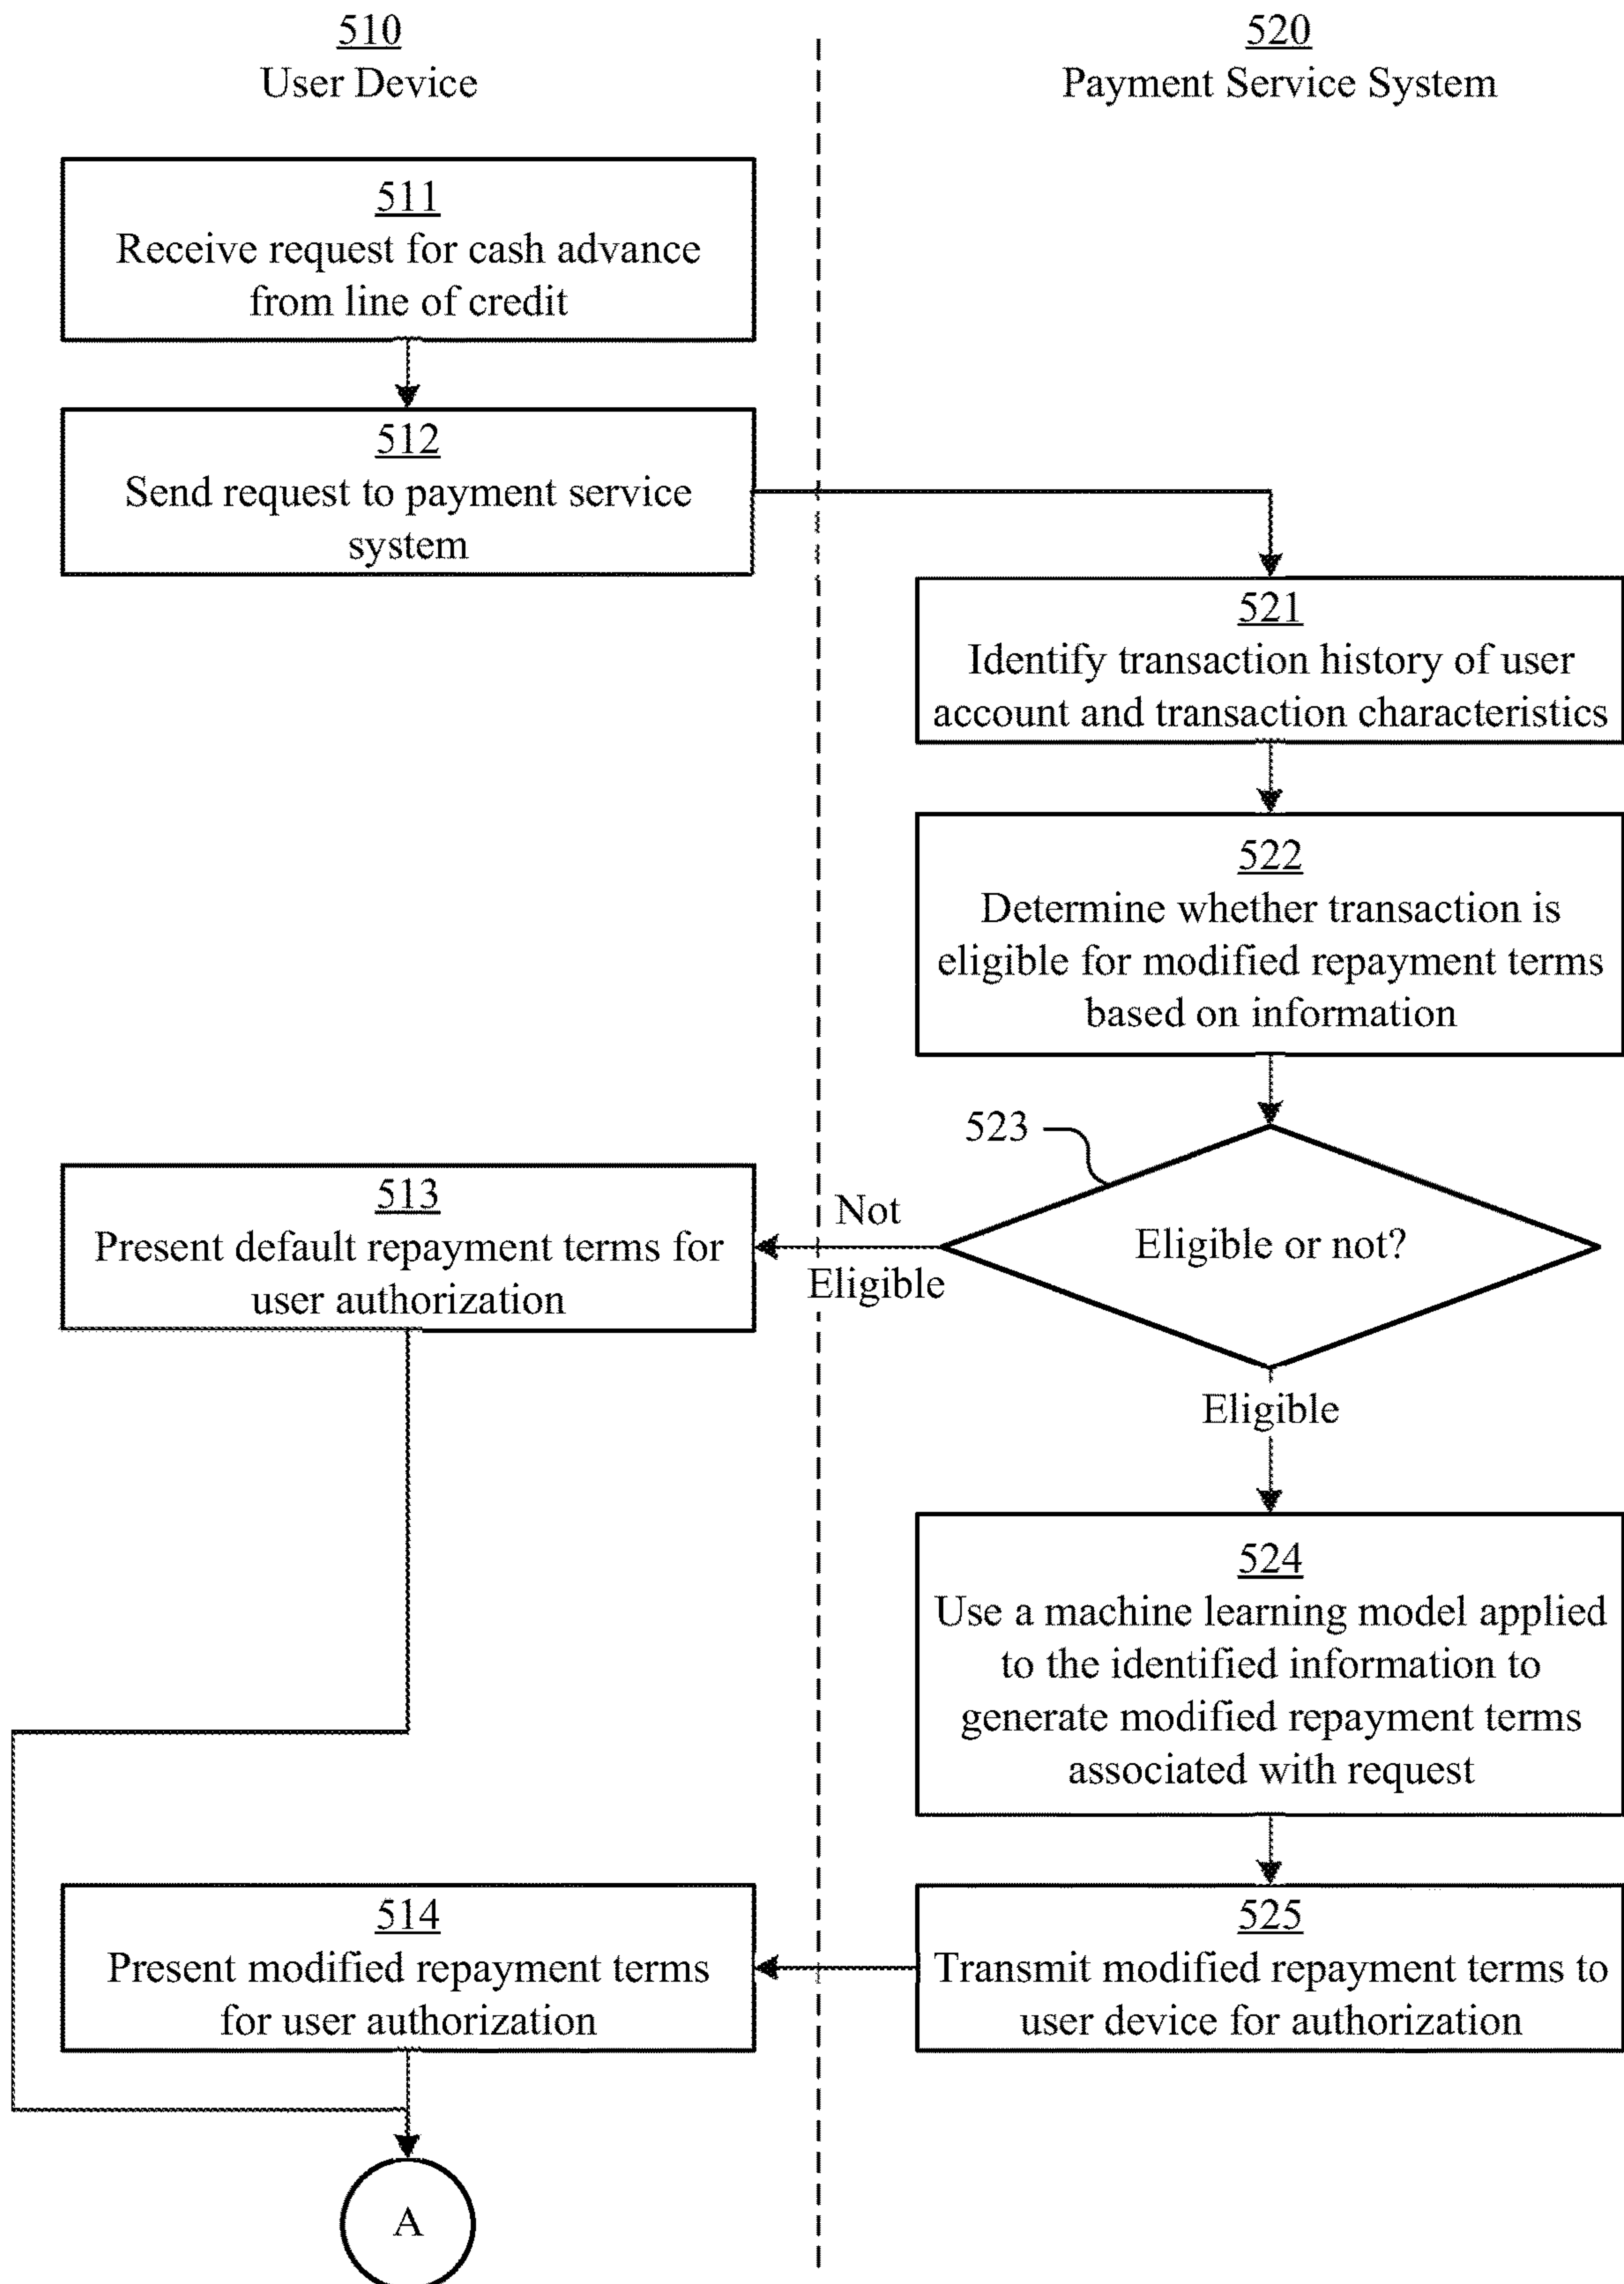 510
User Device
520
Payment Service System
511
Receive request for cash advance
from line of credit
512
Send request to payment service
system
521
Identify transaction history of user
account and transaction characteristics
522
Determine whether transaction is
eligible for modified repayment terms
based on information
523
Eligible or not?
Not
Eligible
513
Present default repayment terms for
user authorization
Eligible
524
Use a machine learning model applied
to the identified information to
generate modified repayment terms
associated with request
525
Transmit modified repayment terms to
user device for authorization
514
Present modified repayment terms
for user authorization
A